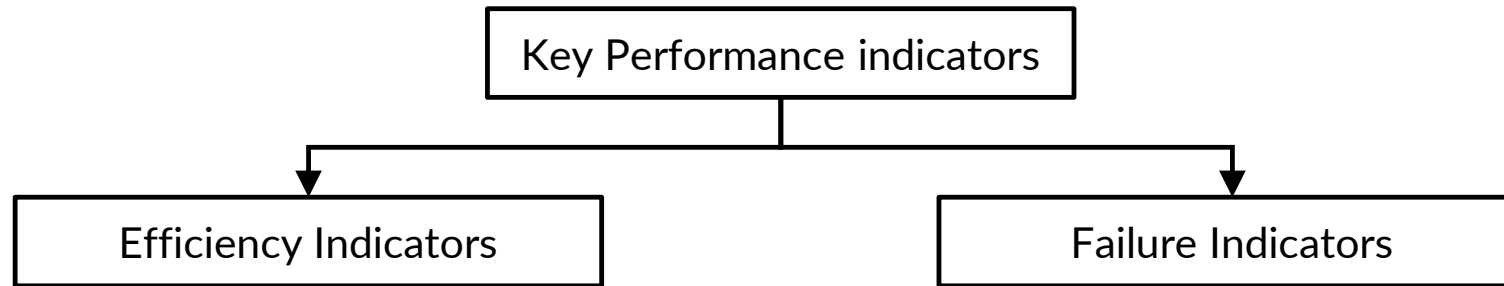 Key Performance indicators
Efficiency Indicators
Failure Indicators